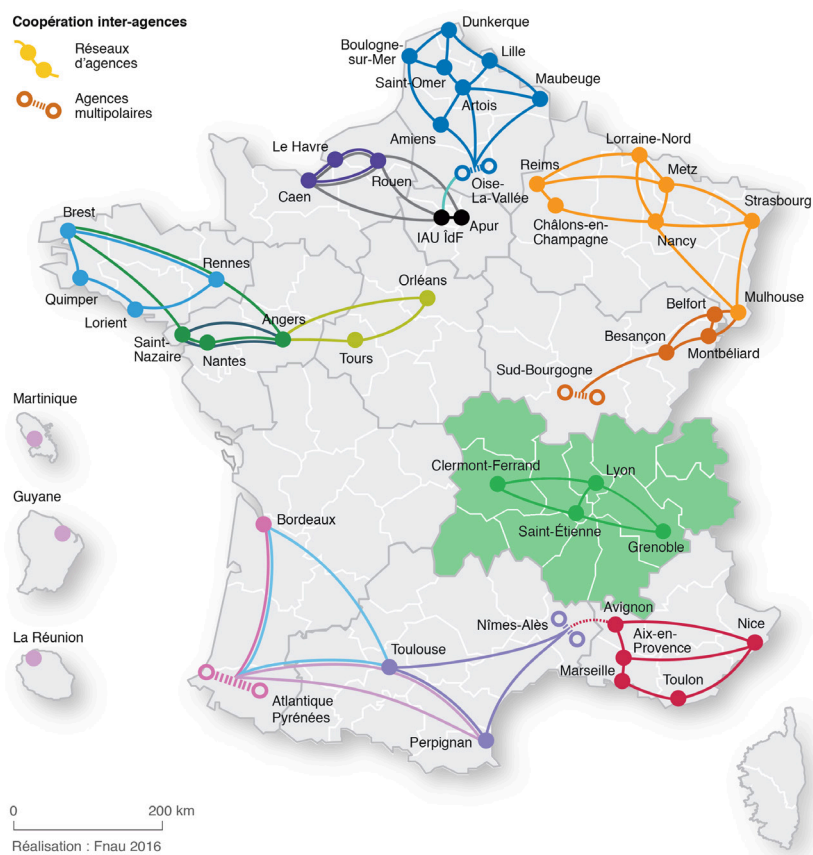 Coopération inter-agences
Réseaux
d'agences
Agences
multipolaires
Dunkerque
Boulogne-
sur-Mer
Lille
Saint-Omer
Maubeuge
Artois
Amiens
Lorraine-Nord
Le Havre
Reims
Metz
Caen
Rouen
Oise-
La-Vallée
Strasbourg
Brest
IAU ÎdF
Apur
Châlons-en-
Champagne
Nancy
Rennes
Orléans
Quimper
Lorient
Angers
Belfort
Mulhouse
Saint-
Nazaire
Nantes
Tours
Besançon
Montbéliard
Sud-Bourgogne
Martinique
Clermont-Ferrand
Lyon
Guyane
Bordeaux
Saint-Étienne
Grenoble
Avignon
Nîmes-Alès
Nice
La Réunion
Aix-en-
Provence
Toulouse
Marseille
Toulon
Atlantique
Pyrénées
Perpignan
0
200 km
Réalisation : Fnau 2016